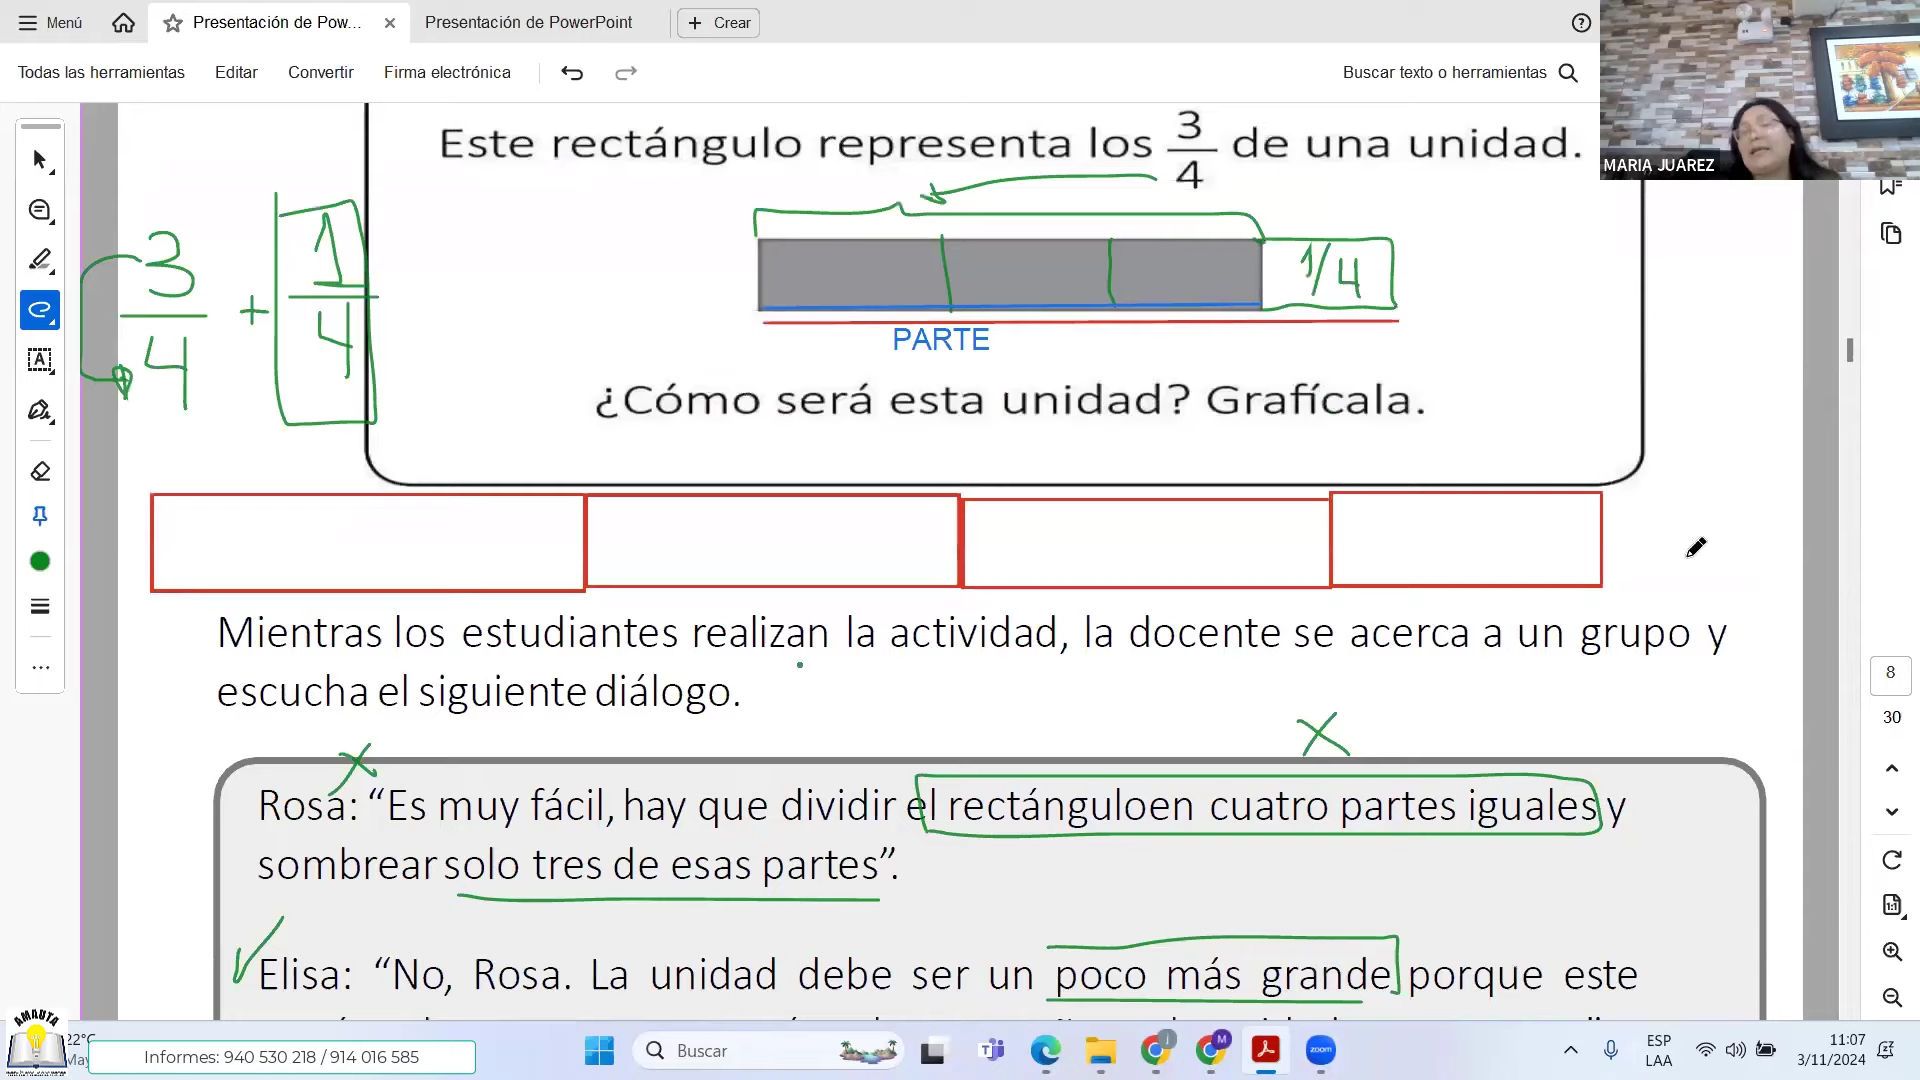 Menú
Presentación de Pow...
Presentación de PowerPoint
Crear
Todas las herramientas
Editar
Convertir
Firma electrónica
Buscar texto o herramientas
MARIA JUAREZ
Este rectángulo representa los 3/4 de una unidad.
3/4 + 1/4
1/4
PARTE
¿Cómo será esta unidad? Grafícala.
Mientras los estudiantes realizan la actividad, la docente se acerca a un grupo y
escucha el siguiente diálogo.
X
X
Rosa: “Es muy fácil, hay que dividir el rectánguloen cuatro partes iguales y
sombrear solo tres de esas partes”.
Elisa: “No, Rosa. La unidad debe ser un poco más grande porque este
8
30
1:1
AMAUTA
22°C
Informes: 940 530 218 / 914 016 585
Buscar
zoom
ESP
LAA
11:07
3/11/2024